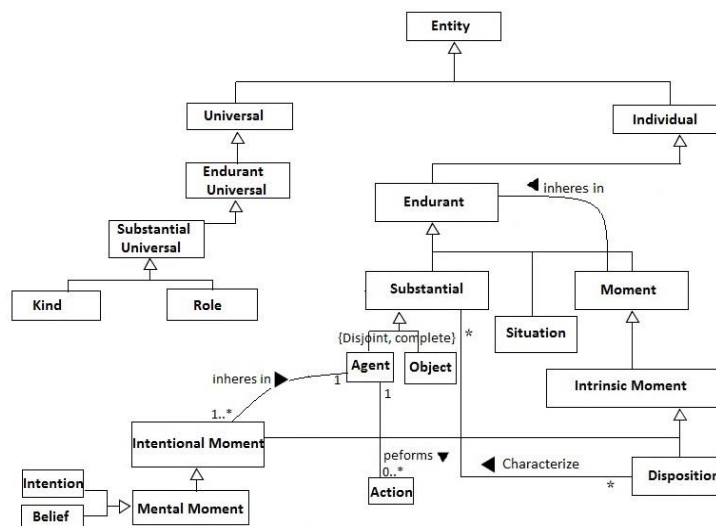 Entity
Universal
Individual
Endurant
Universal
Endurant
inheres in
Substantial
Universal
Kind
Role
Substantial
Situation
Moment
{Disjoint, complete}
*
Agent
Object
inheres in
1
1
Intrinsic Moment
1..*
Intentional Moment
peforms
Characterize
Disposition
*
0..*
Action
Intention
Belief
Mental Moment